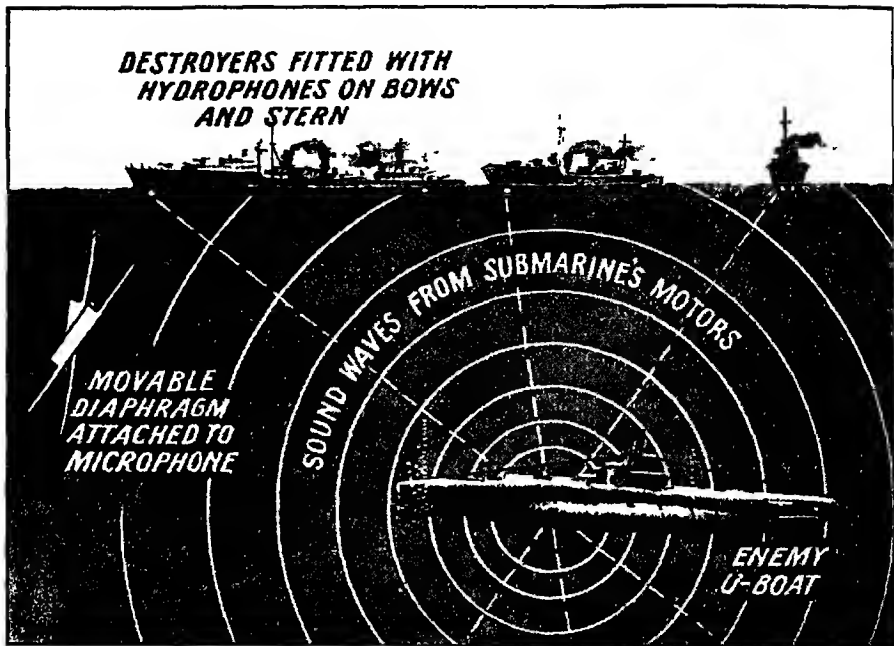 DESTROYERS FITTED WITH
HYDROPHONES ON BOWS
AND STERN
SOUND WAVES FROM SUBMARINE'S MOTORS
MOVABLE
DIAPHRAGM
ATTACHED TO
MICROPHONE
ENEMY
U-BOAT